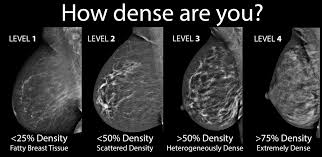 How dense are you?
LEVEL 1 LEVEL 2 LEVEL 3 LEVEL 4
<25% Density <50% Density >50% Density >75% Density
Fatty Breast Tissue Scattered Density Heterogeneously Dense Extremely Dense